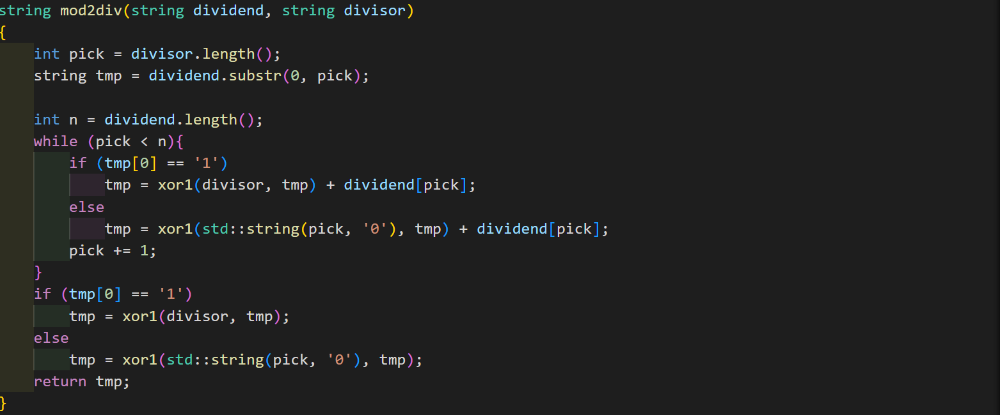 string mod2div(string dividend, string divisor)
{
    int pick = divisor.length();
    string tmp = dividend.substr(0, pick);

    int n = dividend.length();
    while (pick < n){
        if (tmp[0] == '1')
            tmp = xor1(divisor, tmp) + dividend[pick];
        else
            tmp = xor1(std::string(pick, '0'), tmp) + dividend[pick];
        pick += 1;
    }
    if (tmp[0] == '1')
        tmp = xor1(divisor, tmp);
    else
        tmp = xor1(std::string(pick, '0'), tmp);
    return tmp;
}